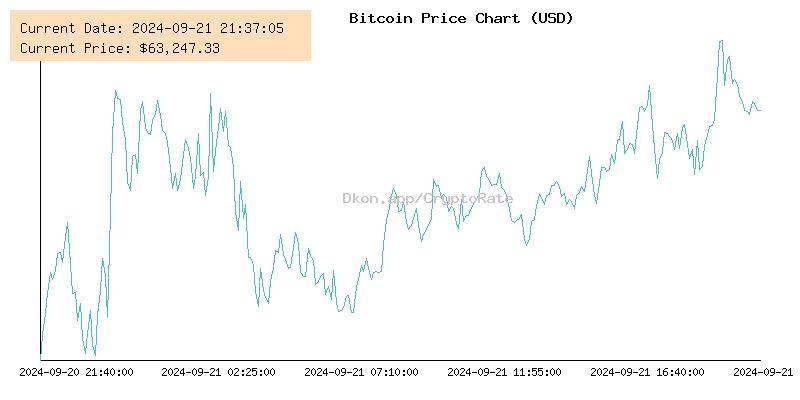 Bitcoin Price Chart (USD)
Current Date: 2024-09-21 21:37:05
Current Price: $63,247.33
Dkon.app/CryptoRate
2024-09-20 21:40:00 2024-09-21 02:25:00 2024-09-21 07:10:00 2024-09-21 11:55:00 2024-09-21 16:40:00 2024-09-21